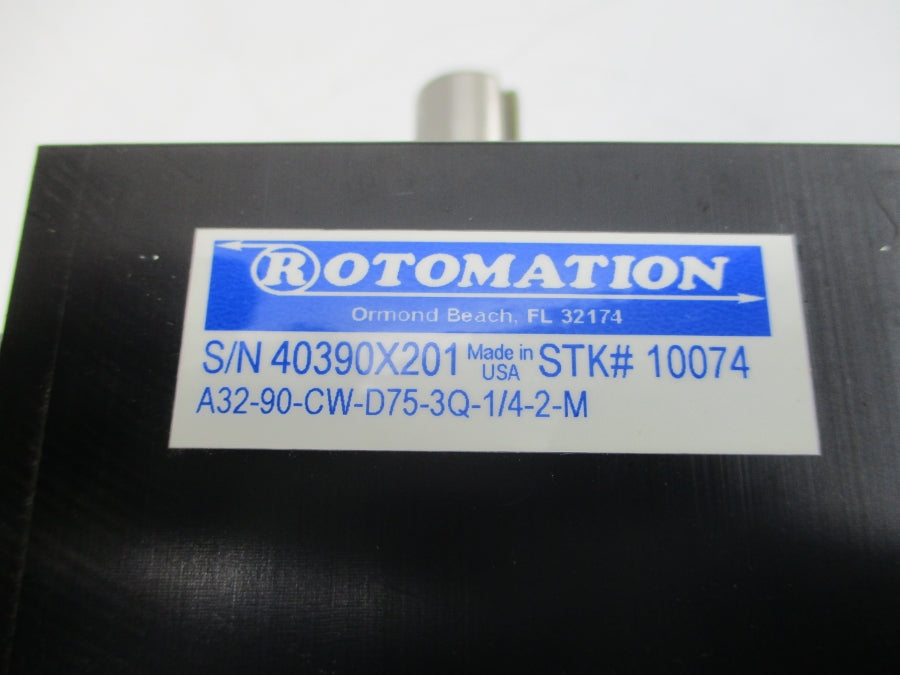 ROTOMATION
Ormond Beach, FL 32174
S/N 40390X201 Made in USA STK# 10074
A32-90-CW-D75-3Q-1/4-2-M